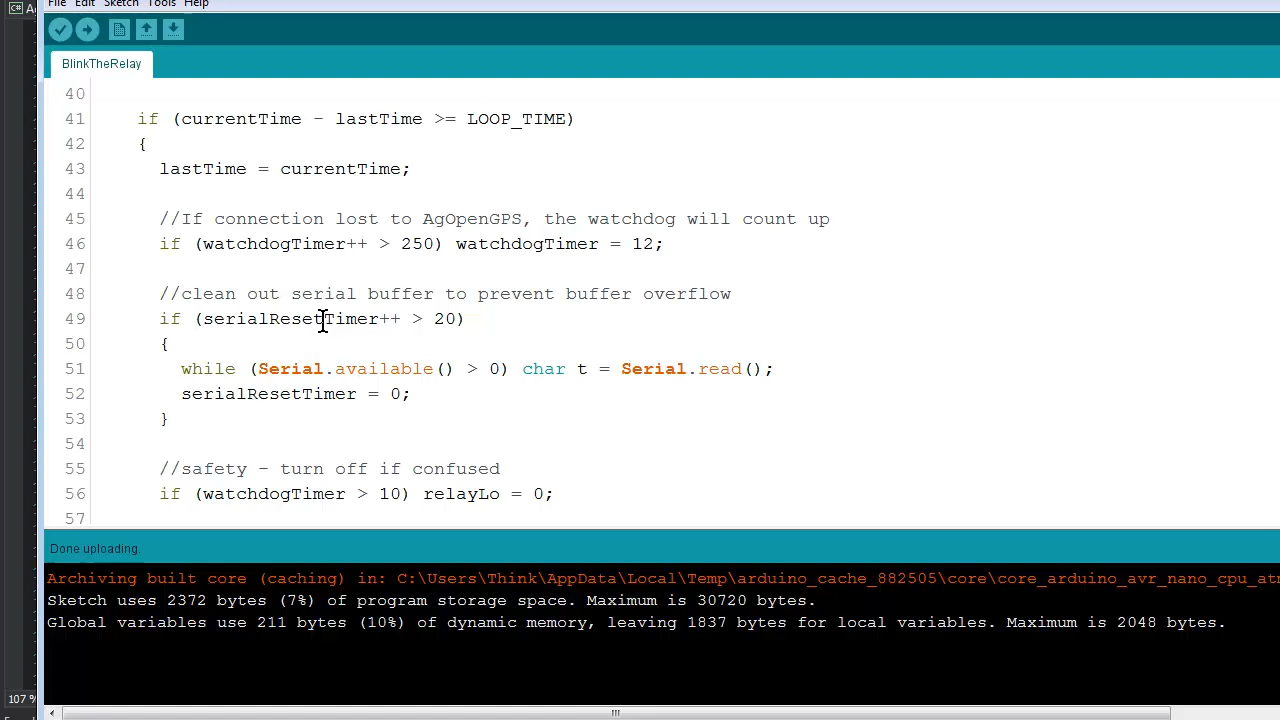 File Edit Sketch Tools Help
BlinkTheRelay
40
41 if (currentTime - lastTime >= LOOP_TIME)
42 {
43 lastTime = currentTime;
44
45 //If connection lost to AgOpenGPS, the watchdog will count up
46 if (watchdogTimer++ > 250) watchdogTimer = 12;
47
48 //clean out serial buffer to prevent buffer overflow
49 if (serialResetTimer++ > 20)
50 {
51 while (Serial.available() > 0) char t = Serial.read();
52 serialResetTimer = 0;
53 }
54
55 //safety - turn off if confused
56 if (watchdogTimer > 10) relayLo = 0;
57
Done uploading.
Archiving built core (caching) in: C:\Users\Think\AppData\Local\Temp\arduino_cache_882505\core\core_arduino_avr_nano_cpu_atm
Sketch uses 2372 bytes (7%) of program storage space. Maximum is 30720 bytes.
Global variables use 211 bytes (10%) of dynamic memory, leaving 1837 bytes for local variables. Maximum is 2048 bytes.
107 %